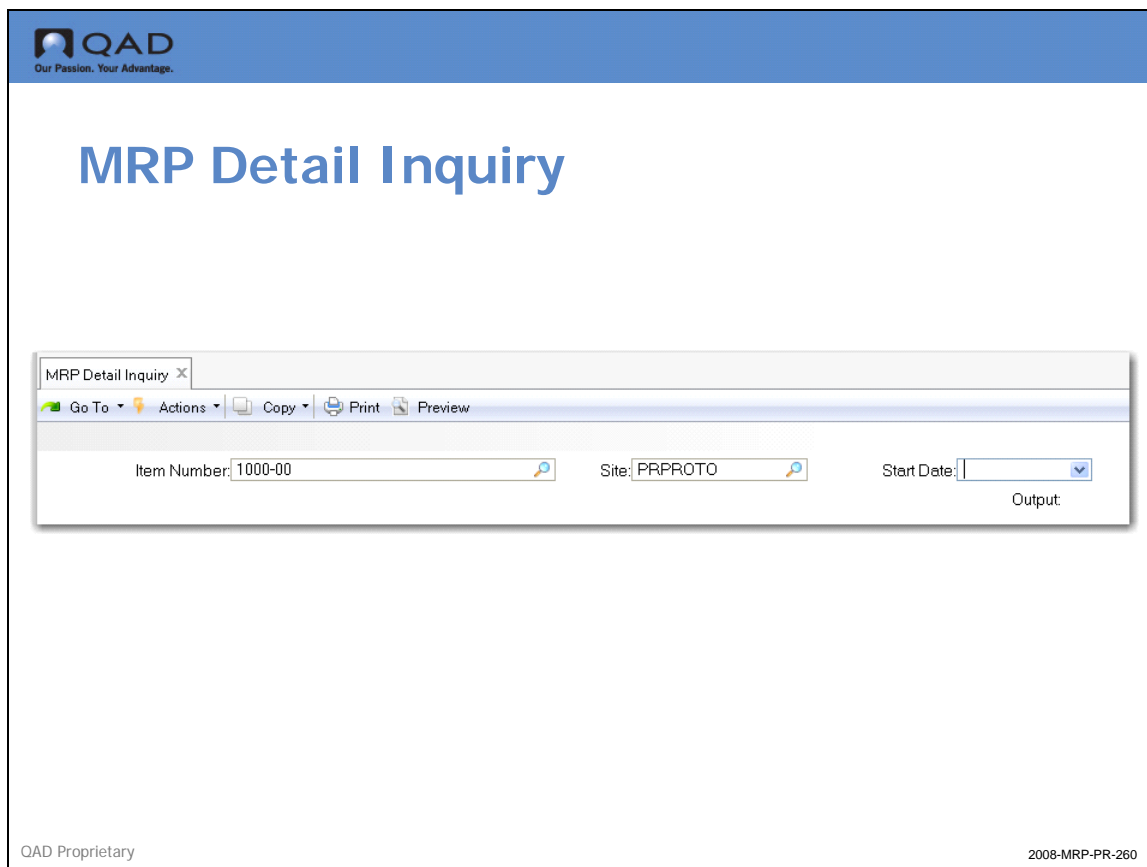 QAD
Our Passion. Your Advantage.
MRP Detail Inquiry
MRP Detail Inquiry X
Go To Actions Copy Print Preview
Item Number: 1000-00 Site: PRPROTO Start Date:
Output:
QAD Proprietary 2008-MRP-PR-260